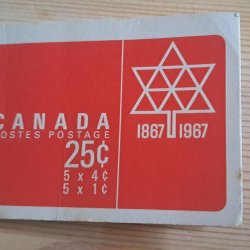 CANADA
POSTES POSTAGE
25¢
5 x 4¢
5 x 1¢
1867 1967